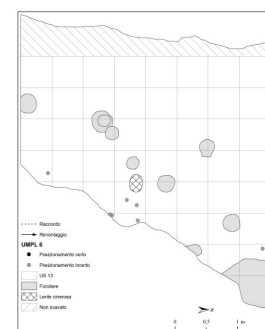 Raccordo
Rimontaggio
UMPL 6
Posizionamento certo
Posizionamento incerto
US 13
Focolare
Lente cinerosa
Non scavato
Z
0 0,5 1 m